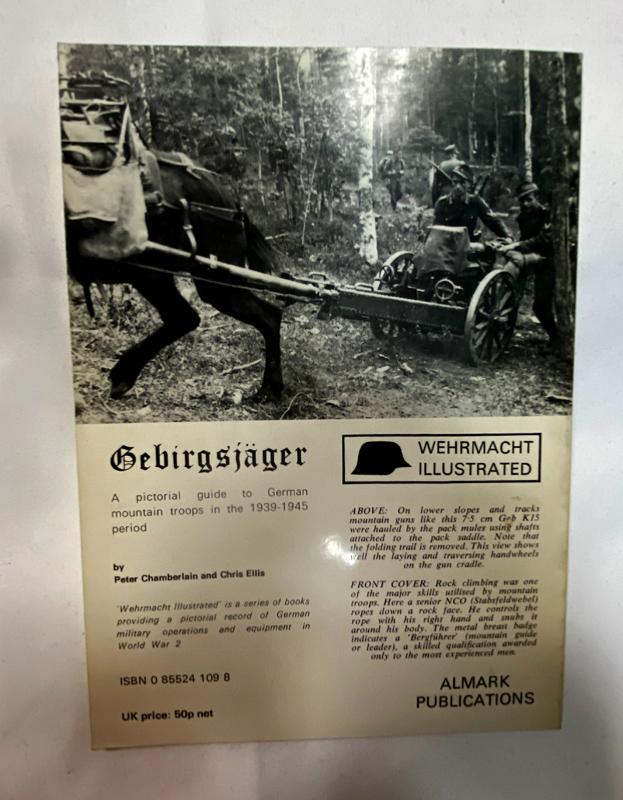 Gebirgsjäger
A pictorial guide to German
mountain troops in the 1939-1945
period
by
Peter Chamberlain and Chris Ellis
'Wehrmacht Illustrated' is a series of books
providing a pictorial record of German
military operations and equipment in
World War 2
ISBN 0 85524 109 8
UK price: 50p net
WEHRMACHT
ILLUSTRATED
ABOVE: On lower slopes and tracks
mountain guns like this 7·5 cm Geb K15
were hauled by the pack mules using shafts
attached to the pack saddle. Note that
the folding trail is removed. This view shows
well the laying and traversing handwheels
on the gun cradle.
FRONT COVER: Rock climbing was one
of the major skills utilised by mountain
troops. Here a senior NCO (Stabsfeldwebel)
ropes down a rock face. He controls the
rope with his right hand and snubs it
around his body. The metal breast badge
indicates a 'Bergführer' (mountain guide
or leader), a skilled qualification awarded
only to the most experienced men.
ALMARK
PUBLICATIONS